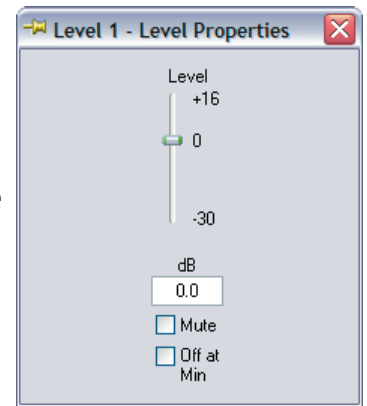 Level 1 - Level Properties
Level
+16
0
-30
dB
0.0
Mute
Off at
Min